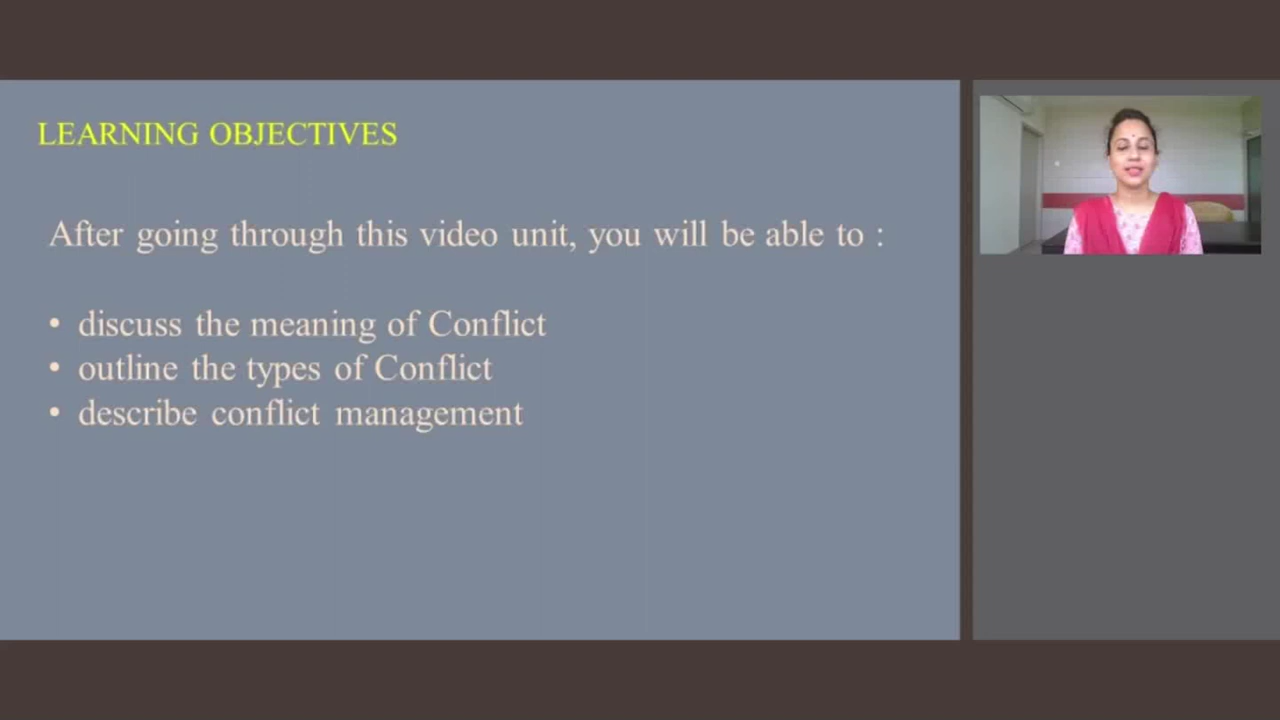 LEARNING OBJECTIVES
After going through this video unit, you will be able to :
• discuss the meaning of Conflict
• outline the types of Conflict
• describe conflict management